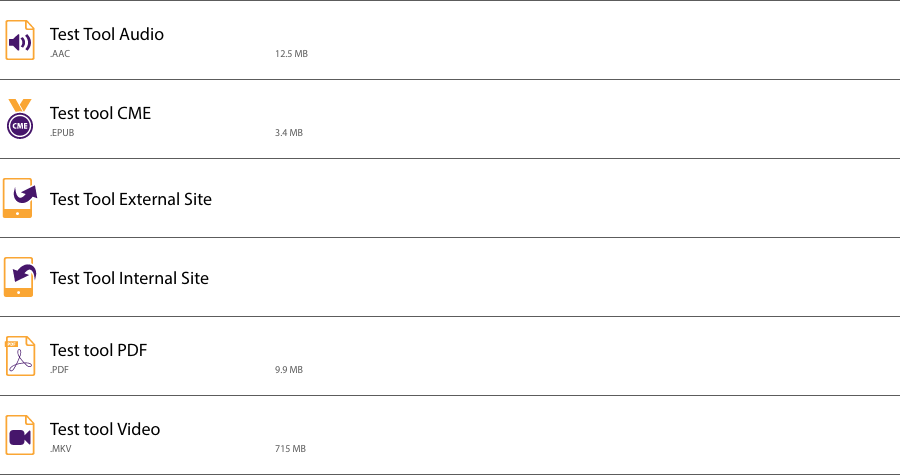 Test Tool Audio
.AAC 12.5 MB
CME
Test tool CME
.EPUB 3.4 MB
Test Tool External Site
Test Tool Internal Site
PDF
Test tool PDF
.PDF 9.9 MB
Test tool Video
.MKV 715 MB